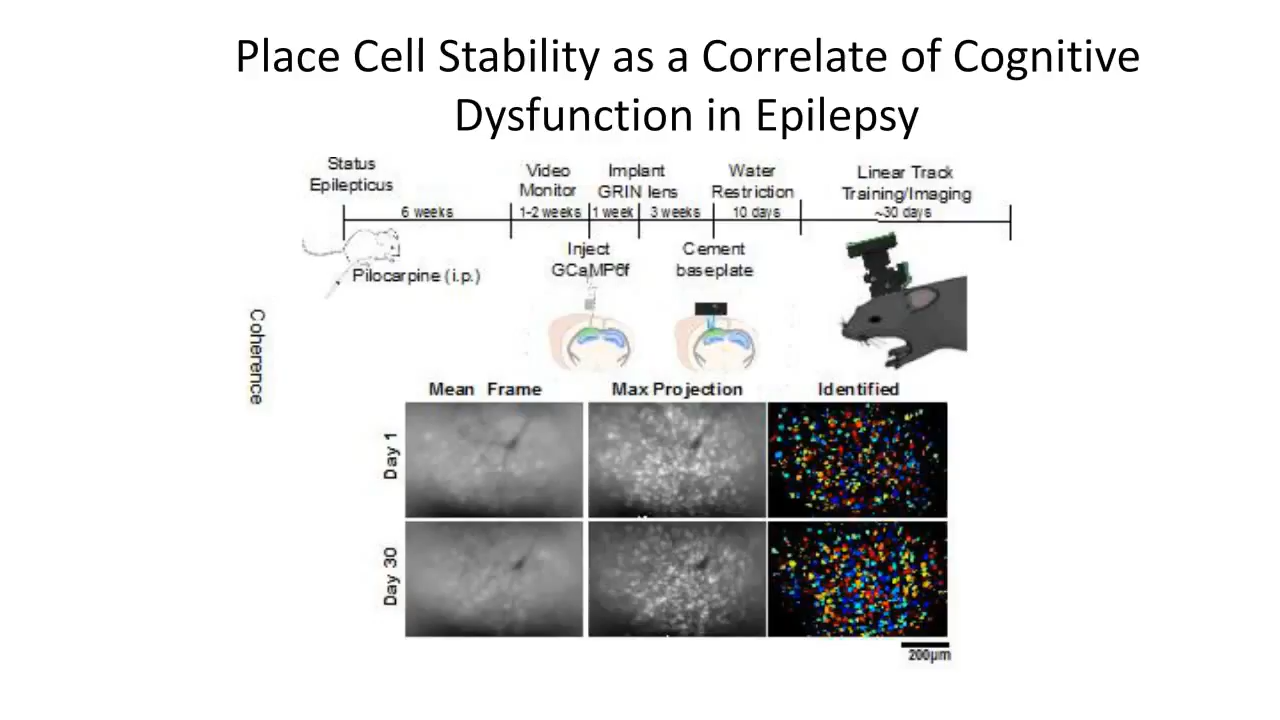 Place Cell Stability as a Correlate of Cognitive
Dysfunction in Epilepsy
Status
Epilepticus
Video
Monitor
Implant
GRIN lens
Water
Restriction
Linear Track
Training/Imaging
6 weeks
1-2 weeks
1 week
3 weeks
10 days
~30 days
Pilocarpine (i.p.)
Inject
GCaMP6f
Cement
baseplate
Coherence
Mean Frame
Max Projection
Identified
Day 1
Day 30
200µm